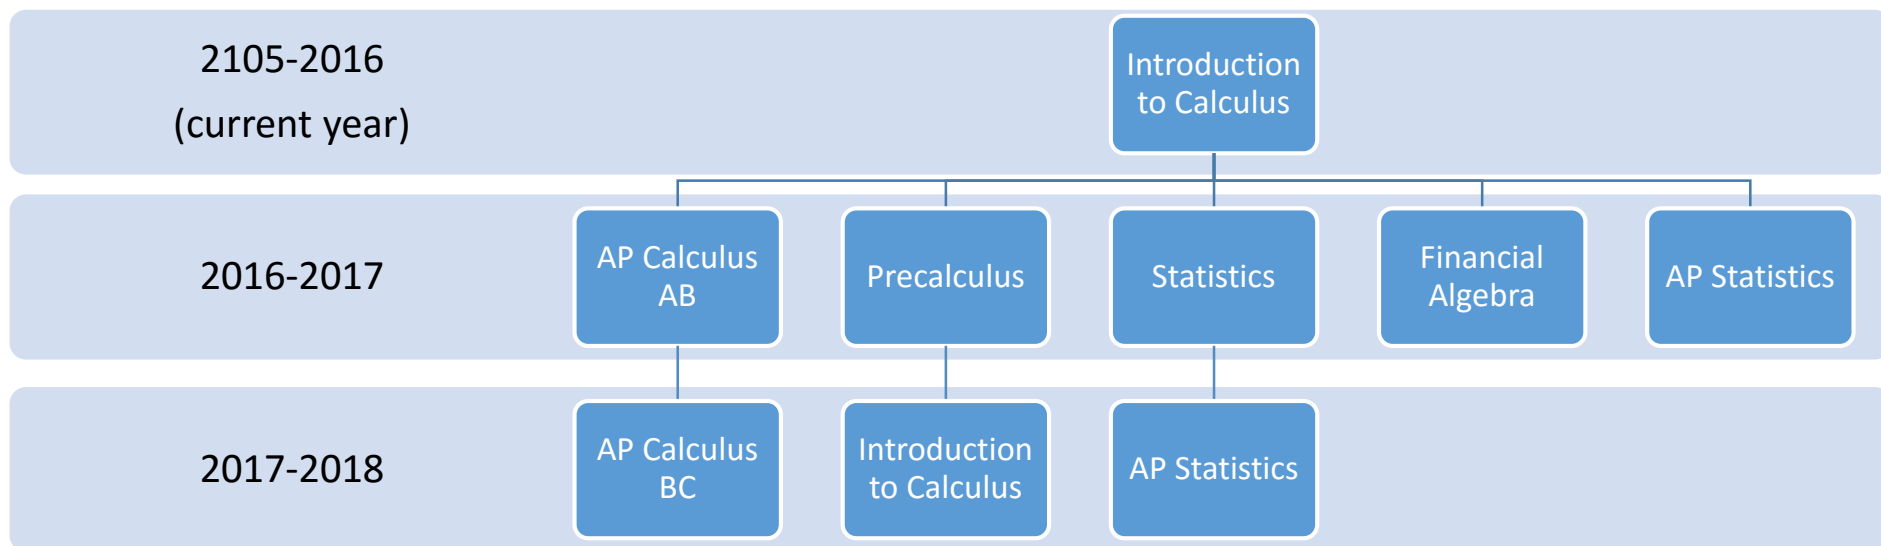 2105-2016
(current year)
Introduction
to Calculus
2016-2017
AP Calculus
AB
Precalculus
Statistics
Financial
Algebra
AP Statistics
2017-2018
AP Calculus
BC
Introduction
to Calculus
AP Statistics